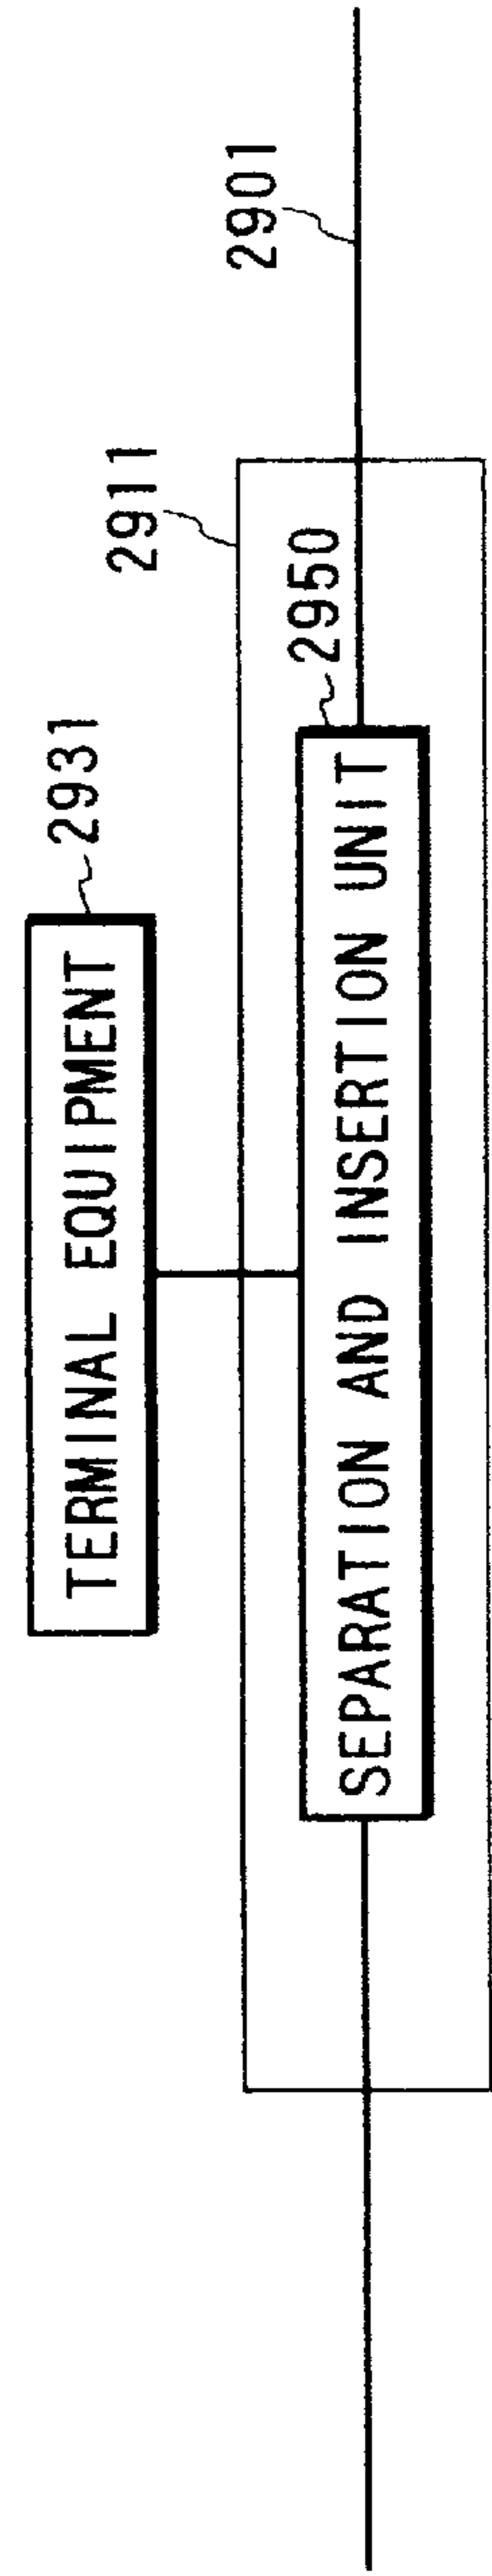 TERMINAL EQUIPMENT
2931
2911
2901
2950
SEPARATION AND INSERTION UNIT